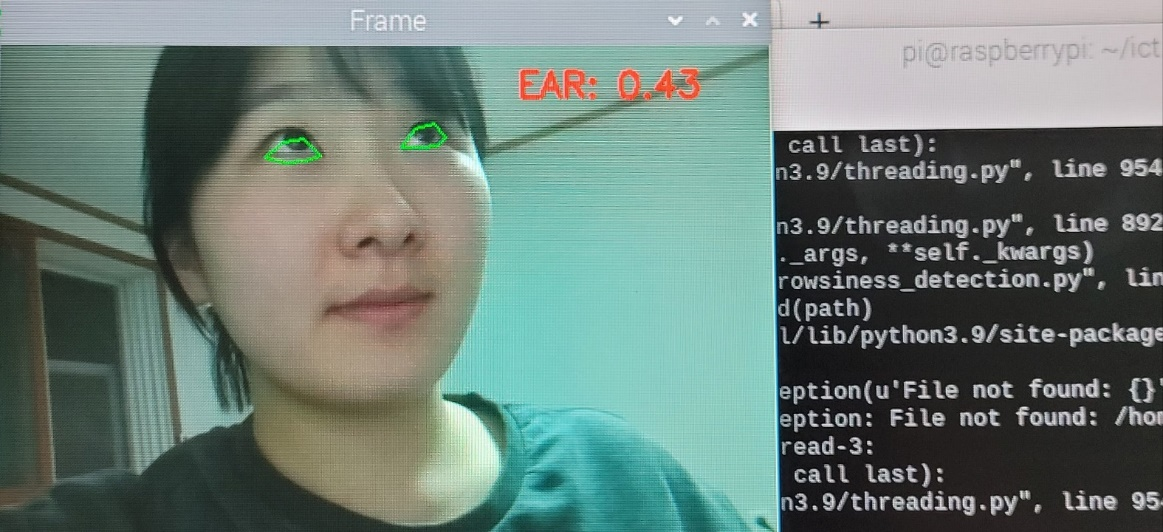 Frame
EAR: 0.43
pi@raspberrypi: ~/ict
call last):
n3.9/threading.py", line 954
n3.9/threading.py", line 892
._args, **self._kwargs)
rowsiness_detection.py", lin
d(path)
l/lib/python3.9/site-package
eption(u'File not found: {}'
eption: File not found: /hom
read-3:
call last):
n3.9/threading.py", line 954